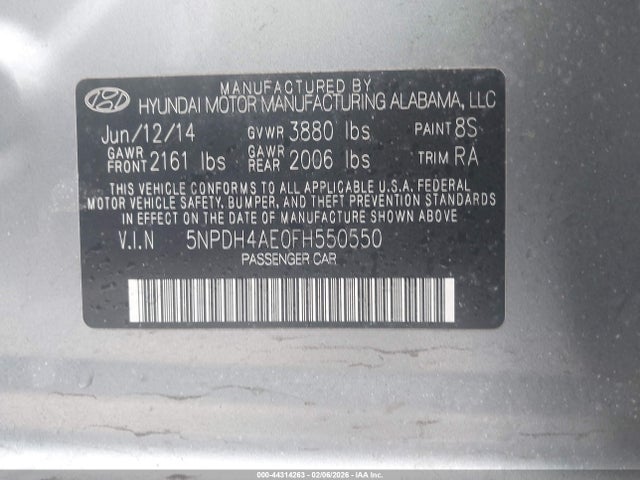 MANUFACTURED BY
HYUNDAI MOTOR MANUFACTURING ALABAMA, LLC
Jun/12/14 GVWR 3880 lbs PAINT 8S
GAWR FRONT 2161 lbs GAWR REAR 2006 lbs TRIM RA
THIS VEHICLE CONFORMS TO ALL APPLICABLE U.S.A. FEDERAL
MOTOR VEHICLE SAFETY, BUMPER, AND THEFT PREVENTION STANDARDS
IN EFFECT ON THE DATE OF MANUFACTURE SHOWN ABOVE
V.I.N 5NPDH4AE0FH550550
PASSENGER CAR
000-44314263 - 02/06/2026 - IAAI.COM